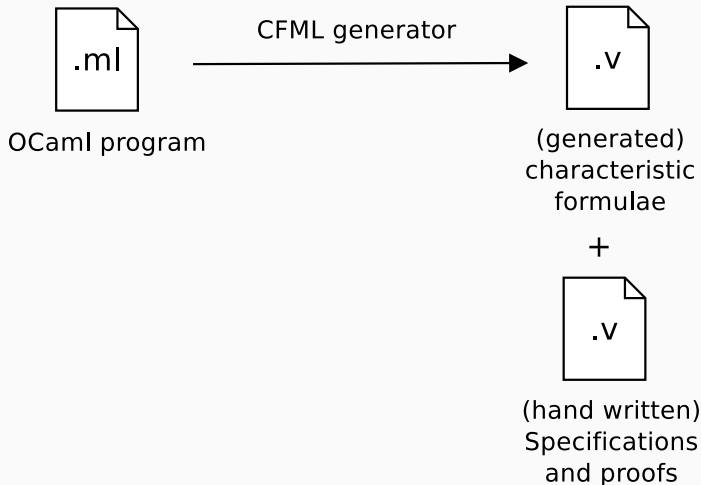 CFML generator
.ml
.v
OCaml program
(generated)
characteristic
formulae
+
.v
(hand written)
Specifications
and proofs